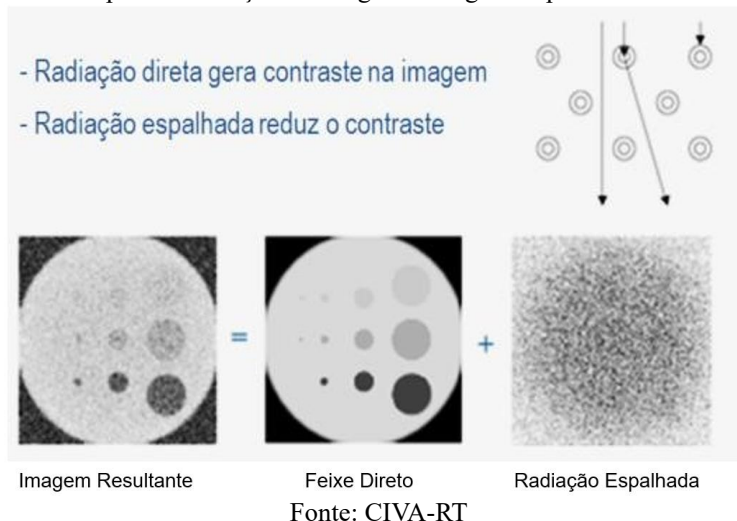 - Radiação direta gera contraste na imagem
- Radiação espalhada reduz o contraste
=
+
Imagem Resultante Feixe Direto Radiação Espalhada
Fonte: CIVA-RT